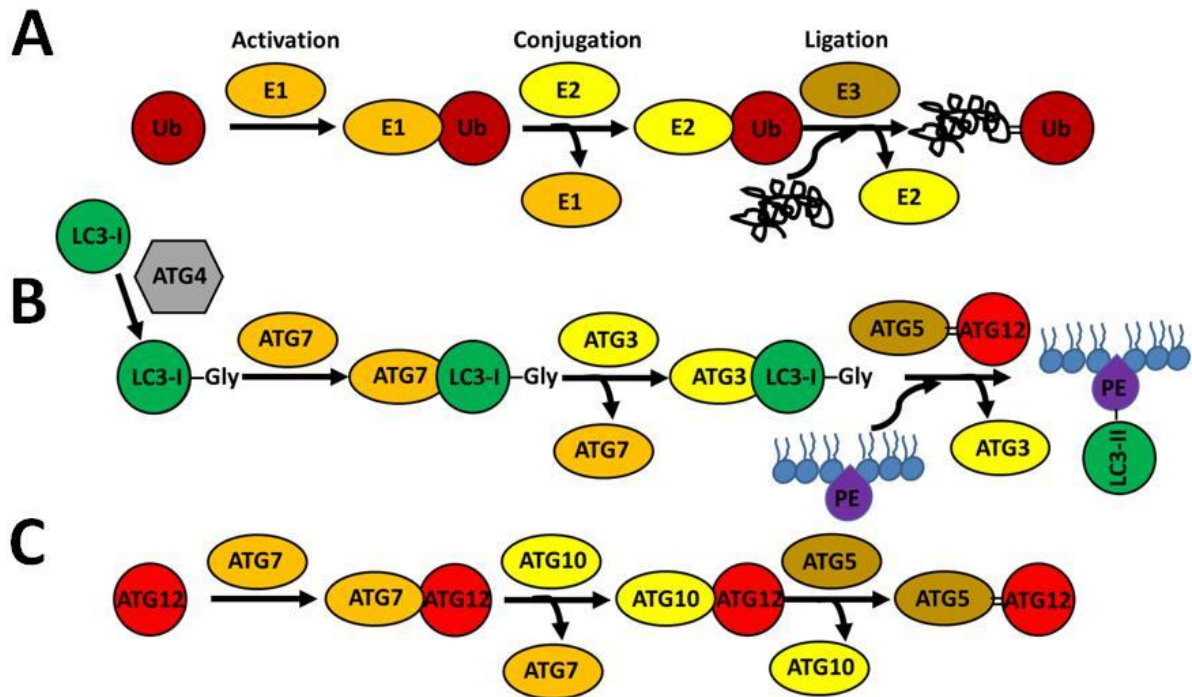 A
Activation Conjugation Ligation
E1 E2 E3
Ub E1 Ub E2 Ub Ub
E1 E2
LC3-I
ATG4
B
ATG7 ATG3 ATG5 ATG12
LC3-I Gly ATG7 LC3-I Gly ATG3 LC3-I Gly PE
ATG7 ATG3 LC3-II
PE
C
ATG7 ATG10 ATG5
ATG12 ATG7 ATG12 ATG10 ATG12 ATG5 ATG12
ATG7 ATG10